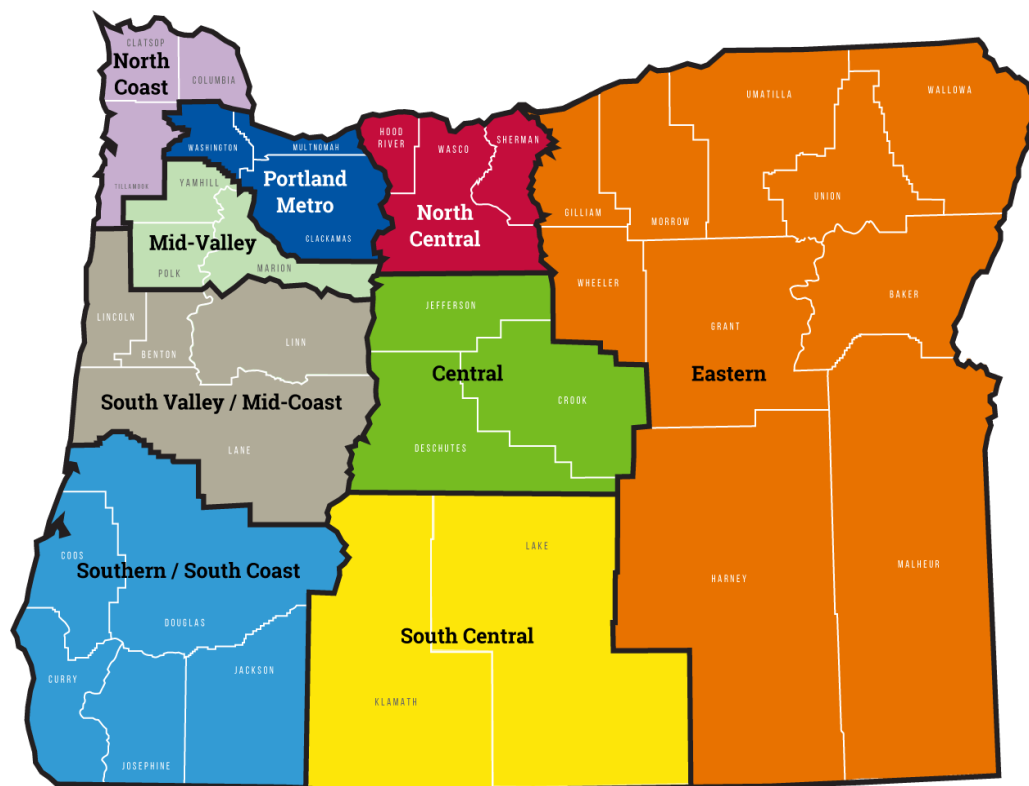 CLATSOP
North
Coast
COLUMBIA
TILLAMOOK
WASHINGTON
MULTNOMAH
Portland
Metro
CLACKAMAS
HOOD
RIVER
WASCO
SHERMAN
North
Central
YAMHILL
Mid-Valley
POLK
MARION
LINCOLN
BENTON
LINN
South Valley / Mid-Coast
LANE
JEFFERSON
Central
CROOK
DESCHUTES
GILLIAM
MORROW
UMATILLA
WALLOWA
UNION
WHEELER
GRANT
BAKER
Eastern
HARNEY
MALHEUR
COOS
Southern / South Coast
DOUGLAS
CURRY
JACKSON
JOSEPHINE
LAKE
South Central
KLAMATH